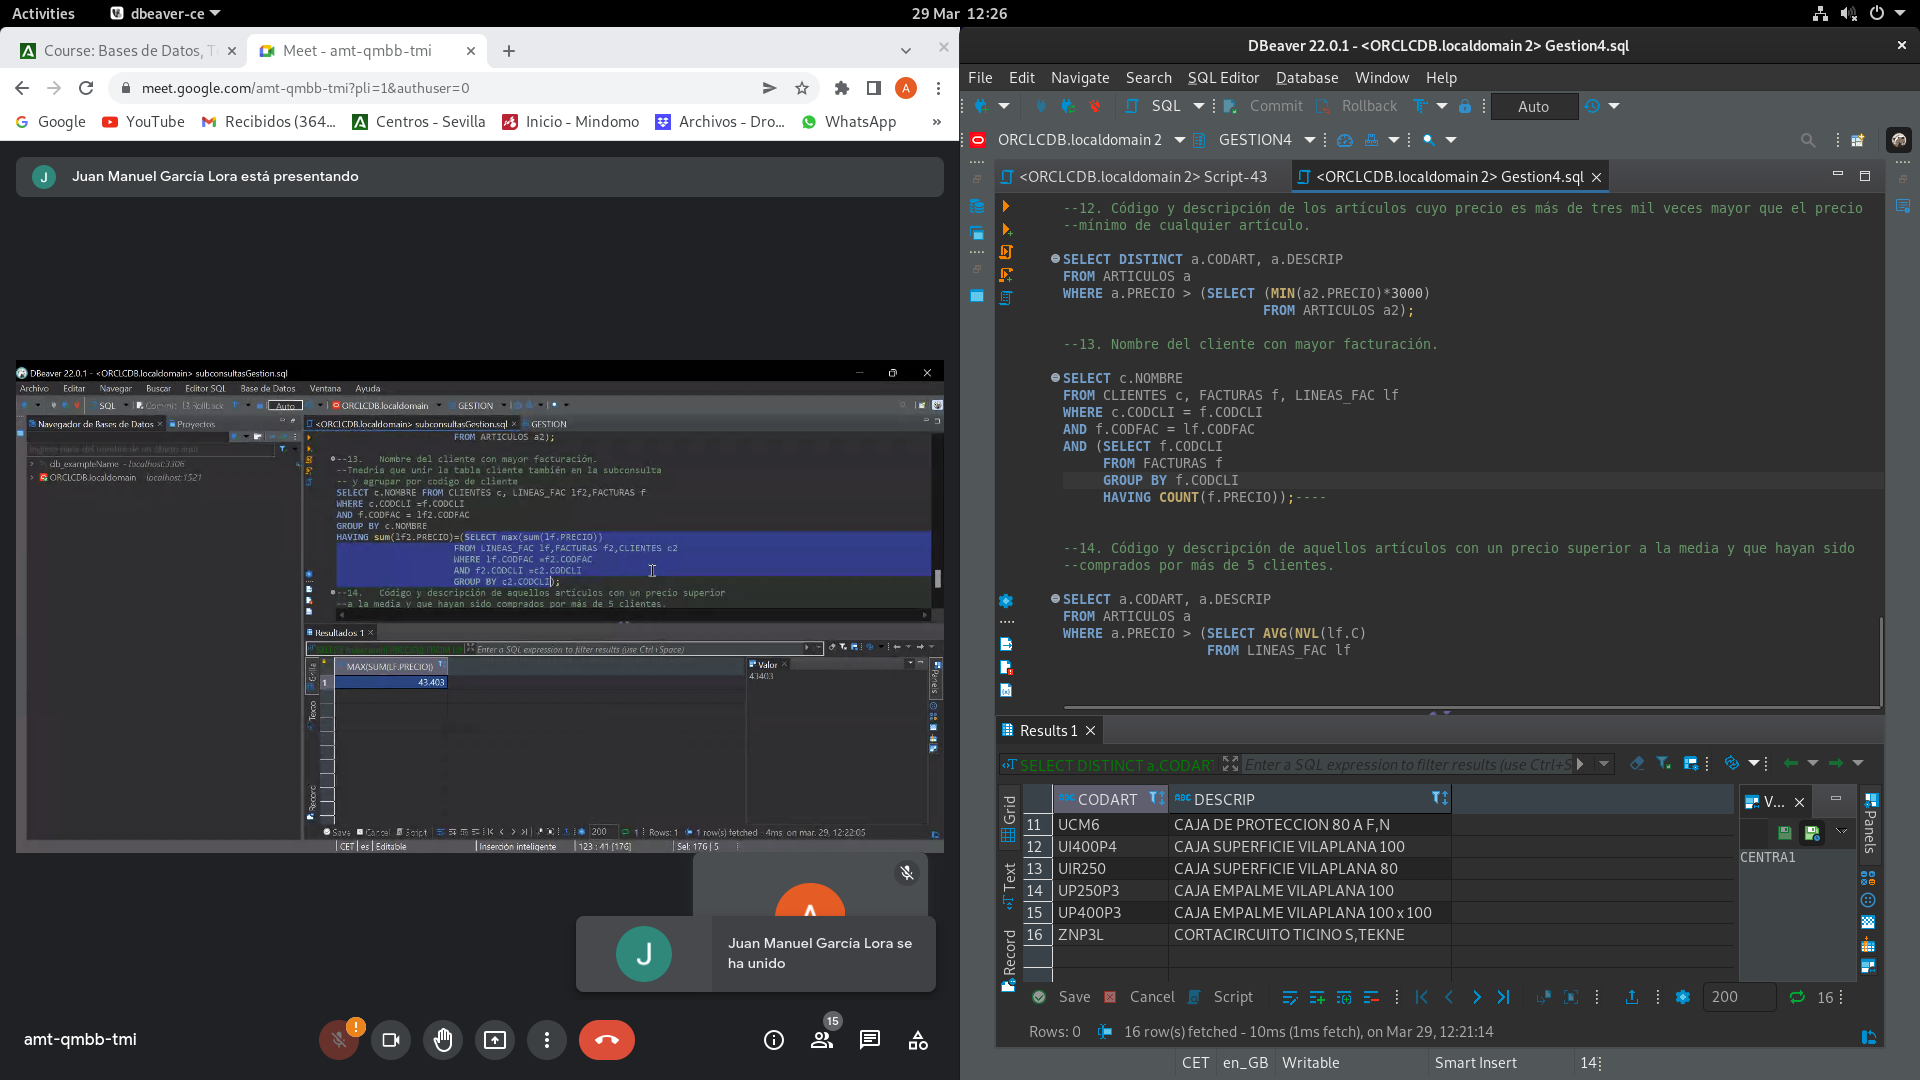 Activities
dbeaver-ce
29 Mar 12:26
Course: Bases de Datos, T
Meet - amt-qmbb-tmi
meet.google.com/amt-qmbb-tmi?pli=1&authuser=0
A
Google
YouTube
Recibidos (364...
Centros - Sevilla
Inicio - Mindomo
Archivos - Dro...
WhatsApp
»
J
Juan Manuel García Lora está presentando
DBeaver 22.0.1 - <ORCLCDB.localdomain> subconsultasGestion.sql
Archivo Editar Navegar Buscar Editor SQL Base de Datos Ventana Ayuda
SQL Commit Rollback Auto ORCLCDB.localdomain GESTION
Navegador de Bases de Datos
Proyectos
<ORCLCDB.localdomain> subconsultasGestion.sql
GESTION
db_exampleName - localhost:3306
ORCLCDB.localdomain localhost:1521
FROM ARTICULOS a2);
--13. Nombre del cliente con mayor facturación.
--Tnedría que unir la tabla cliente también en la subconsulta
-- y agrupar por codigo de cliente
SELECT c.NOMBRE FROM CLIENTES c, LINEAS_FAC lf2,FACTURAS f
WHERE c.CODCLI =f.CODCLI
AND f.CODFAC = lf2.CODFAC
GROUP BY c.NOMBRE
HAVING sum(lf2.PRECIO)=(SELECT max(sum(lf.PRECIO))
FROM LINEAS_FAC lf,FACTURAS f2,CLIENTES c2
WHERE lf.CODFAC =f2.CODFAC
AND f2.CODCLI =c2.CODCLI
GROUP BY c2.CODCLI);
--14. Código y descripción de aquellos artículos con un precio superior
--a la media y que hayan sido comprados por más de 5 clientes.
Resultados 1
Enter a SQL expression to filter results (use Ctrl+Space)
MAX(SUM(LF.PRECIO))
1 43.403
Valor
43403
Texto
Record
Panels
Save Cancel Script 200 1 Rows: 1 1 row(s) fetched - 4ms, on mar. 29, 12:22:05
CET es Editable Inserción inteligente 123 : 41 [176] Sel: 176 | 5
A
J
Juan Manuel García Lora se
ha unido
amt-qmbb-tmi
!
15
DBeaver 22.0.1 - <ORCLCDB.localdomain 2> Gestion4.sql
File Edit Navigate Search SQL Editor Database Window Help
SQL Commit Rollback Auto
ORCLCDB.localdomain 2 GESTION4
<ORCLCDB.localdomain 2> Script-43
<ORCLCDB.localdomain 2> Gestion4.sql
--12. Código y descripción de los artículos cuyo precio es más de tres mil veces mayor que el precio
--mínimo de cualquier artículo.
SELECT DISTINCT a.CODART, a.DESCRIP
FROM ARTICULOS a
WHERE a.PRECIO > (SELECT (MIN(a2.PRECIO)*3000)
FROM ARTICULOS a2);
--13. Nombre del cliente con mayor facturación.
SELECT c.NOMBRE
FROM CLIENTES c, FACTURAS f, LINEAS_FAC lf
WHERE c.CODCLI = f.CODCLI
AND f.CODFAC = lf.CODFAC
AND (SELECT f.CODCLI
FROM FACTURAS f
GROUP BY f.CODCLI
HAVING COUNT(f.PRECIO));----
--14. Código y descripción de aquellos artículos con un precio superior a la media y que hayan sido
--comprados por más de 5 clientes.
SELECT a.CODART, a.DESCRIP
FROM ARTICULOS a
WHERE a.PRECIO > (SELECT AVG(NVL(lf.C)
FROM LINEAS_FAC lf
Results 1
SELECT DISTINCT a.CODART
Enter a SQL expression to filter results (use Ctrl+S
Grid
Text
Record
CODART DESCRIP
11 UCM6 CAJA DE PROTECCION 80 A F,N
12 UI400P4 CAJA SUPERFICIE VILAPLANA 100
13 UIR250 CAJA SUPERFICIE VILAPLANA 80
14 UP250P3 CAJA EMPALME VILAPLANA 100
15 UP400P3 CAJA EMPALME VILAPLANA 100 x 100
16 ZNP3L CORTACIRCUITO TICINO S,TEKNE
V...
CENTRA1
Panels
Save Cancel Script 200 16
Rows: 0 16 row(s) fetched - 10ms (1ms fetch), on Mar 29, 12:21:14
CET en_GB Writable Smart Insert 14